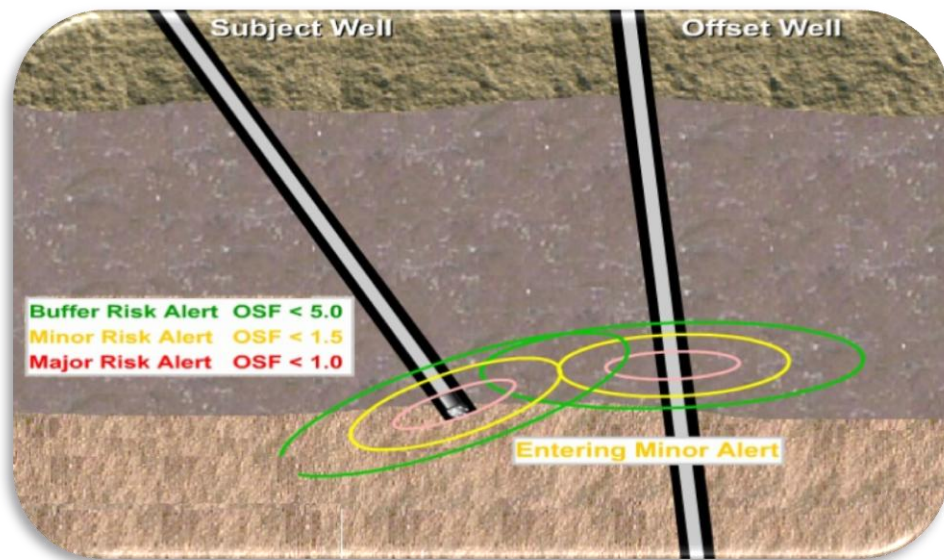 Subject Well
Offset Well
Buffer Risk Alert OSF < 5.0
Minor Risk Alert OSF < 1.5
Major Risk Alert OSF < 1.0
Entering Minor Alert